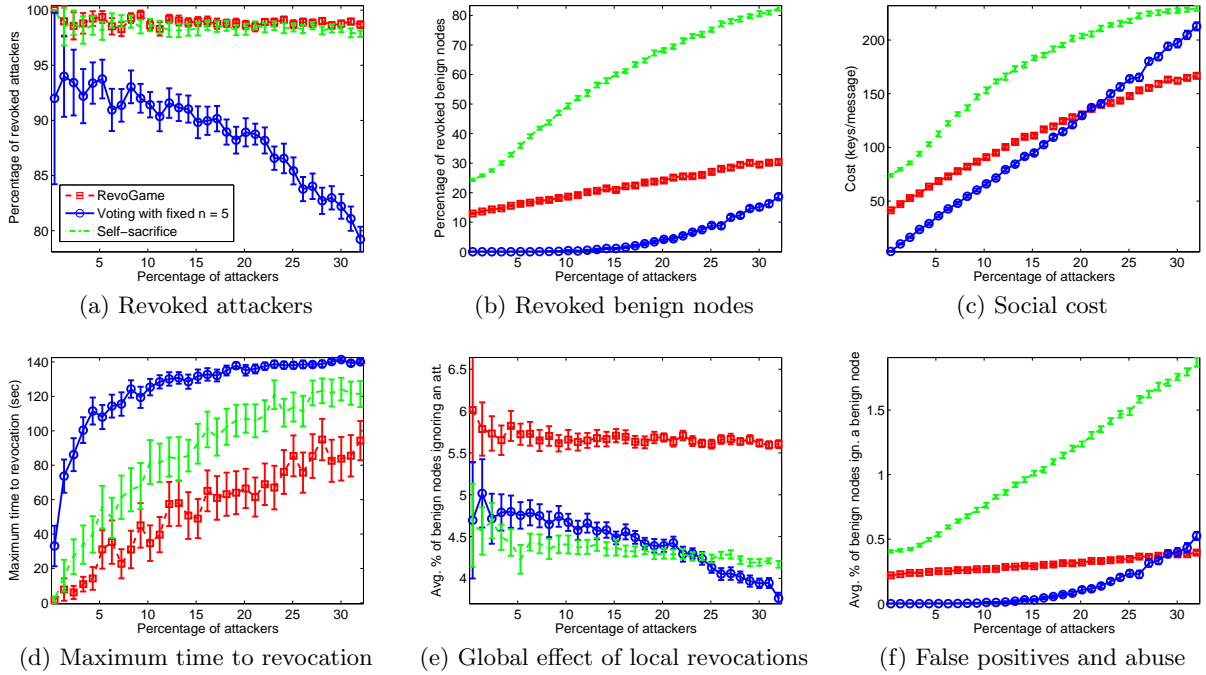 100
95
90
85
80
Percentage of revoked attackers
RevoGame
Voting with fixed n = 5
Self-sacrifice
5 10 15 20 25 30
Percentage of attackers
(a) Revoked attackers
80
70
60
50
40
30
20
10
0
Percentage of revoked benign nodes
5 10 15 20 25 30
Percentage of attackers
(b) Revoked benign nodes
200
150
100
50
Cost (keys/message)
5 10 15 20 25 30
Percentage of attackers
(c) Social cost
140
120
100
80
60
40
20
0
Maximum time to revocation (sec)
5 10 15 20 25 30
Percentage of attackers
(d) Maximum time to revocation
6.5
6
5.5
5
4.5
4
Avg. % of benign nodes ignoring an att.
5 10 15 20 25 30
Percentage of attackers
(e) Global effect of local revocations
1.5
1
0.5
0
Avg. % of benign nodes ign. a benign node
5 10 15 20 25 30
Percentage of attackers
(f) False positives and abuse